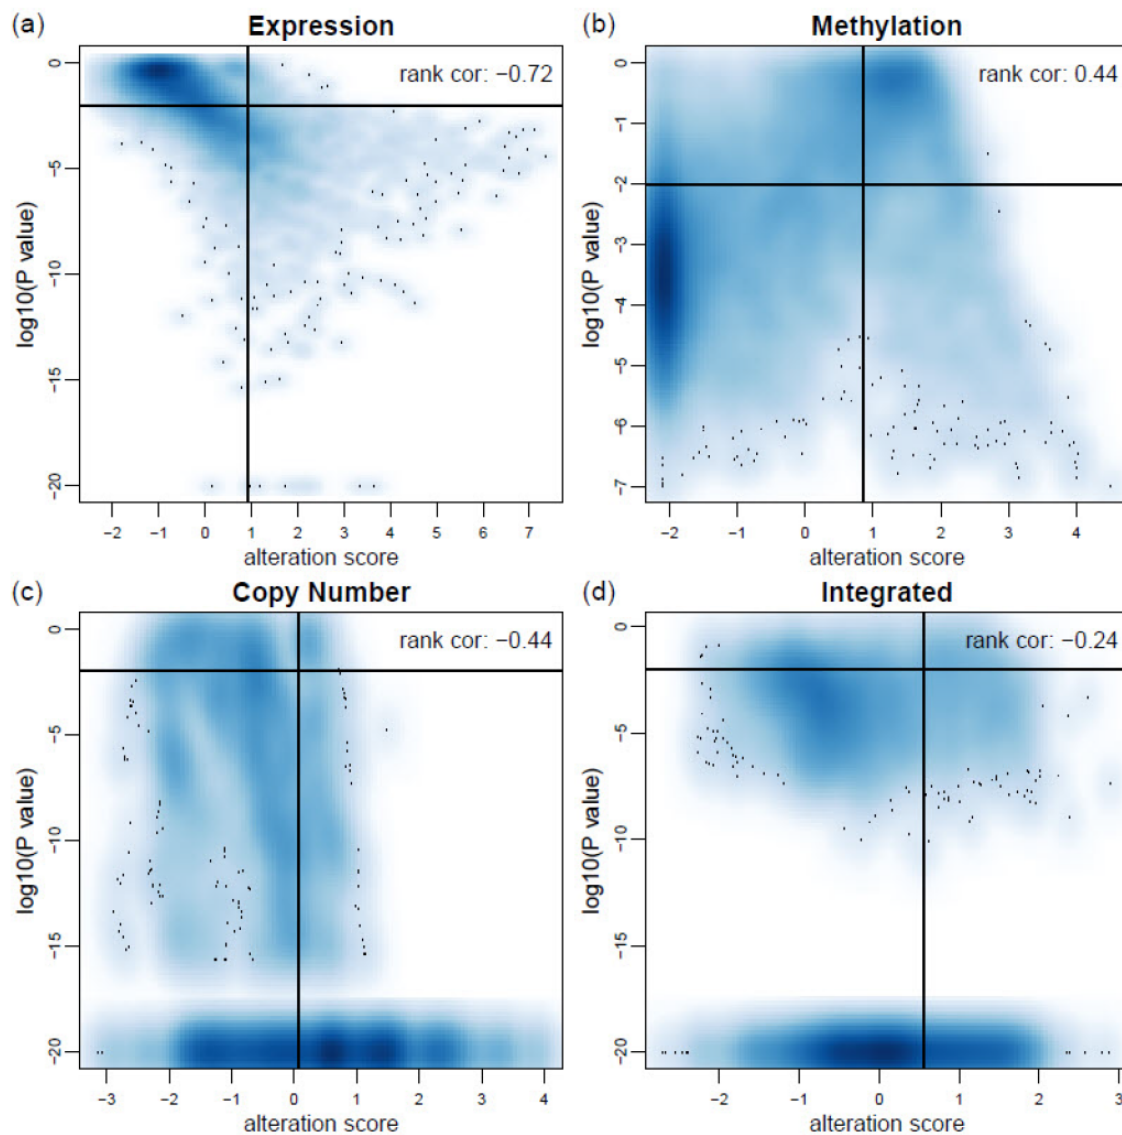 (a) Expression
rank cor: −0.72
0
−5
−10
−15
−20
log10(P value)
−2 −1 0 1 2 3 4 5 6 7
alteration score
(b) Methylation
rank cor: 0.44
0
−1
−2
−3
−4
−5
−6
−7
log10(P value)
−2 −1 0 1 2 3 4
alteration score
(c) Copy Number
rank cor: −0.44
0
−5
−10
−15
−20
log10(P value)
−3 −2 −1 0 1 2 3 4
alteration score
(d) Integrated
rank cor: −0.24
0
−5
−10
−15
−20
log10(P value)
−2 −1 0 1 2 3
alteration score